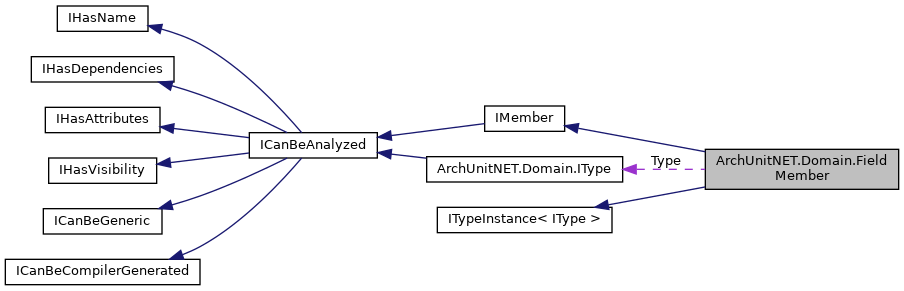 IHasName
IHasDependencies
IHasAttributes
IHasVisibility
ICanBeGeneric
ICanBeCompilerGenerated
ICanBeAnalyzed
IMember
ArchUnitNET.Domain.IType
ITypeInstance< IType >
Type
ArchUnitNET.Domain.Field
Member